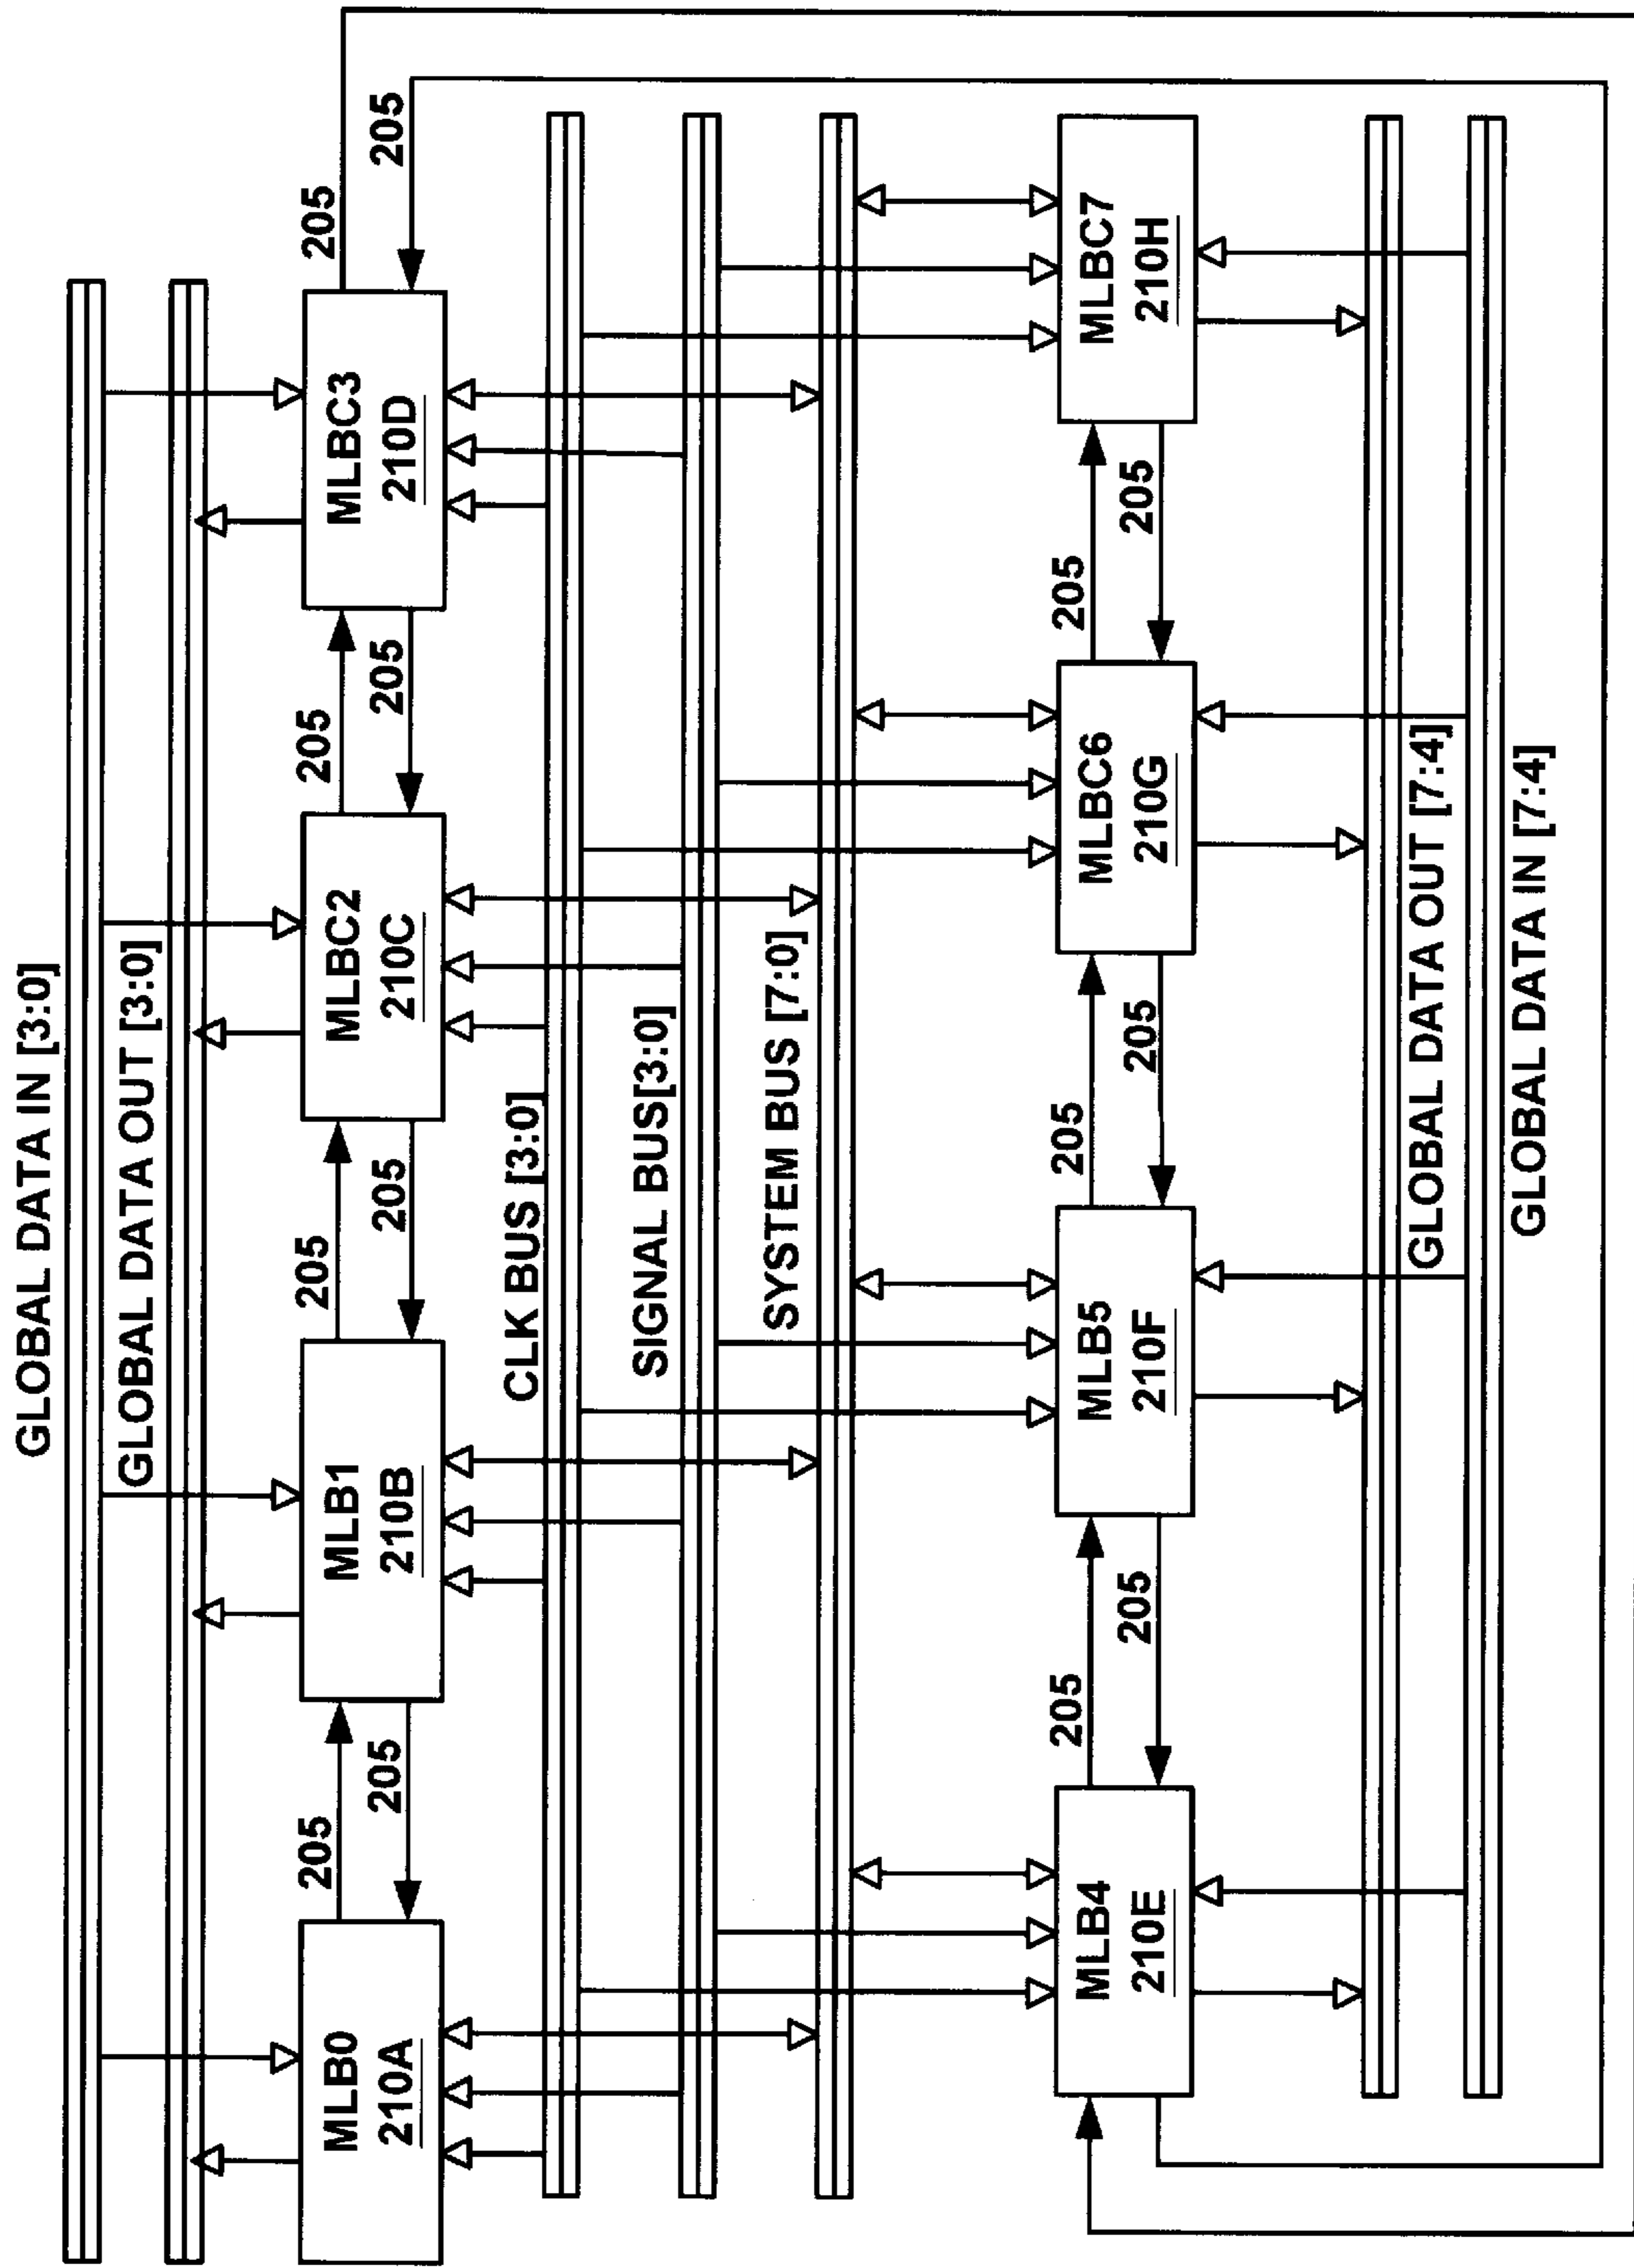 GLOBAL DATA IN [3:0]
GLOBAL DATA OUT [3:0]
MLB0
210A
205
205
MLB1
210B
205
205
MLBC2
210C
205
205
MLBC3
210D
205
205
CLK BUS [3:0]
SIGNAL BUS[3:0]
SYSTEM BUS [7:0]
MLB4
210E
205
205
MLB5
210F
205
205
MLBC6
210G
205
205
MLBC7
210H
GLOBAL DATA OUT [7:4]
GLOBAL DATA IN [7:4]